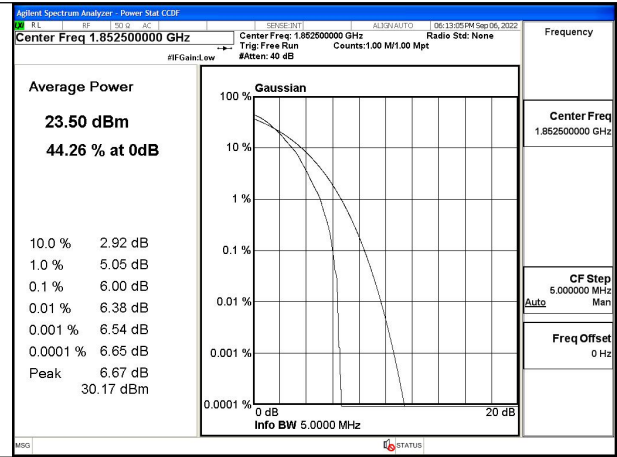 Agilent Spectrum Analyzer - Power Stat CCDF
RL RF 50 Ω AC SENSE:INT ALIGN AUTO 06:13:05 PM Sep 06, 2022
Center Freq 1.852500000 GHz
Center Freq: 1.852500000 GHz Radio Std: None
Trig: Free Run Counts:1.00 M/1.00 Mpt
#IFGain:Low #Atten: 40 dB
Frequency
Average Power
23.50 dBm
44.26 % at 0dB
10.0 % 2.92 dB
1.0 % 5.05 dB
0.1 % 6.00 dB
0.01 % 6.38 dB
0.001 % 6.54 dB
0.0001 % 6.65 dB
Peak 6.67 dB
30.17 dBm
Gaussian
100 %
10 %
1 %
0.1 %
0.01 %
0.001 %
0.0001 %
0 dB 20 dB
Info BW 5.0000 MHz
Center Freq
1.852500000 GHz
CF Step
5.000000 MHz
Auto Man
Freq Offset
0 Hz
MSG STATUS